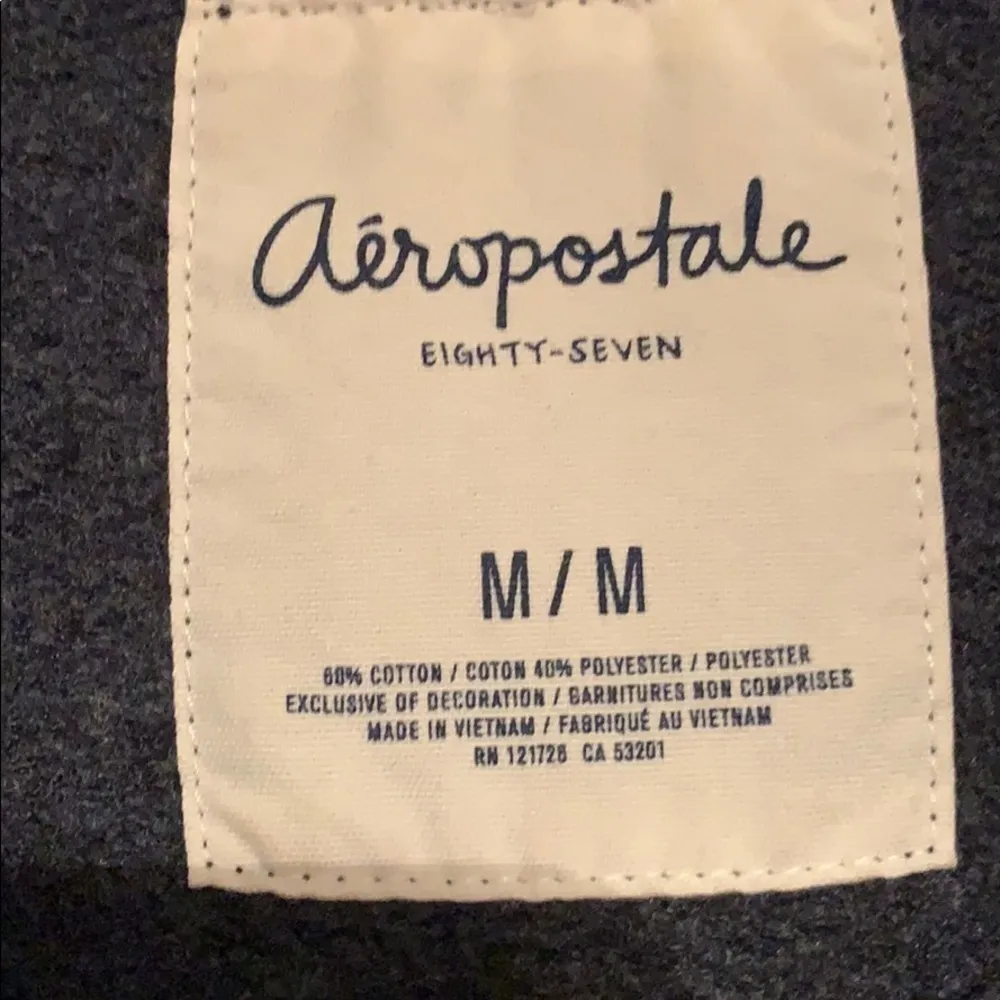 aéropostale
EIGHTY-SEVEN
M / M
60% COTTON / COTON 40% POLYESTER / POLYESTER
EXCLUSIVE OF DECORATION / GARNITURES NON COMPRISES
MADE IN VIETNAM / FABRIQUÉ AU VIETNAM
RN 121726 CA 53201